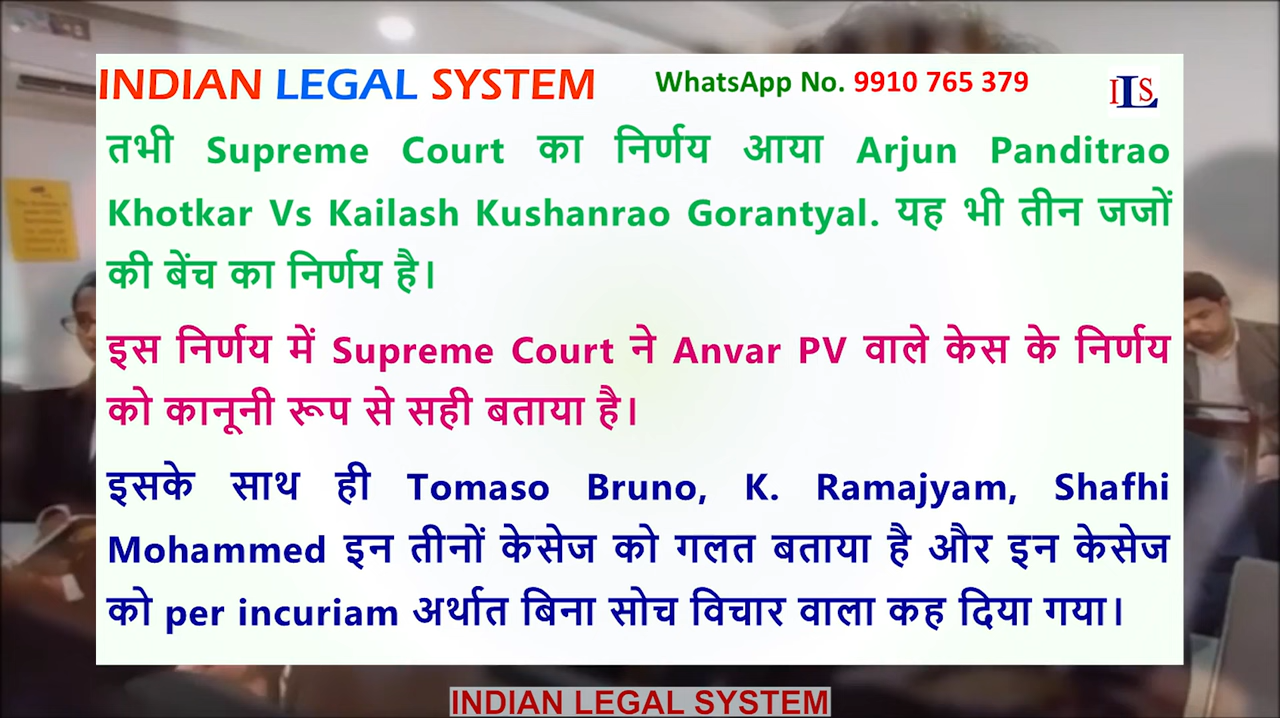 INDIAN LEGAL SYSTEM WhatsApp No. 9910 765 379 ILS
तभी Supreme Court का निर्णय आया Arjun Panditrao
Khotkar Vs Kailash Kushanrao Gorantyal. यह भी तीन जजों
की बेंच का निर्णय है।
इस निर्णय में Supreme Court ने Anvar PV वाले केस के निर्णय
को कानूनी रूप से सही बताया है।
इसके साथ ही Tomaso Bruno, K. Ramajyam, Shafhi
Mohammed इन तीनों केसेज को गलत बताया है और इन केसेज
को per incuriam अर्थात बिना सोच विचार वाला कह दिया गया।
INDIAN LEGAL SYSTEM